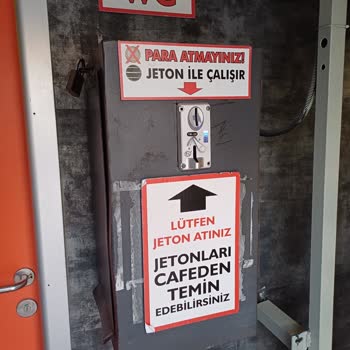 WC
PARA ATMAYINIZ!
JETON İLE ÇALIŞIR
LÜTFEN
JETON ATINIZ
JETONLARI
CAFEDEN
TEMİN
EDEBİLİRSİNİZ